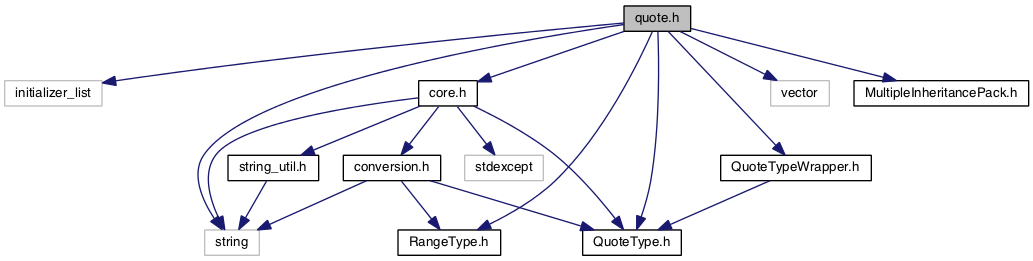 quote.h
initializer_list
core.h
vector
MultipleInheritancePack.h
string_util.h
conversion.h
stdexcept
QuoteTypeWrapper.h
string
RangeType.h
QuoteType.h